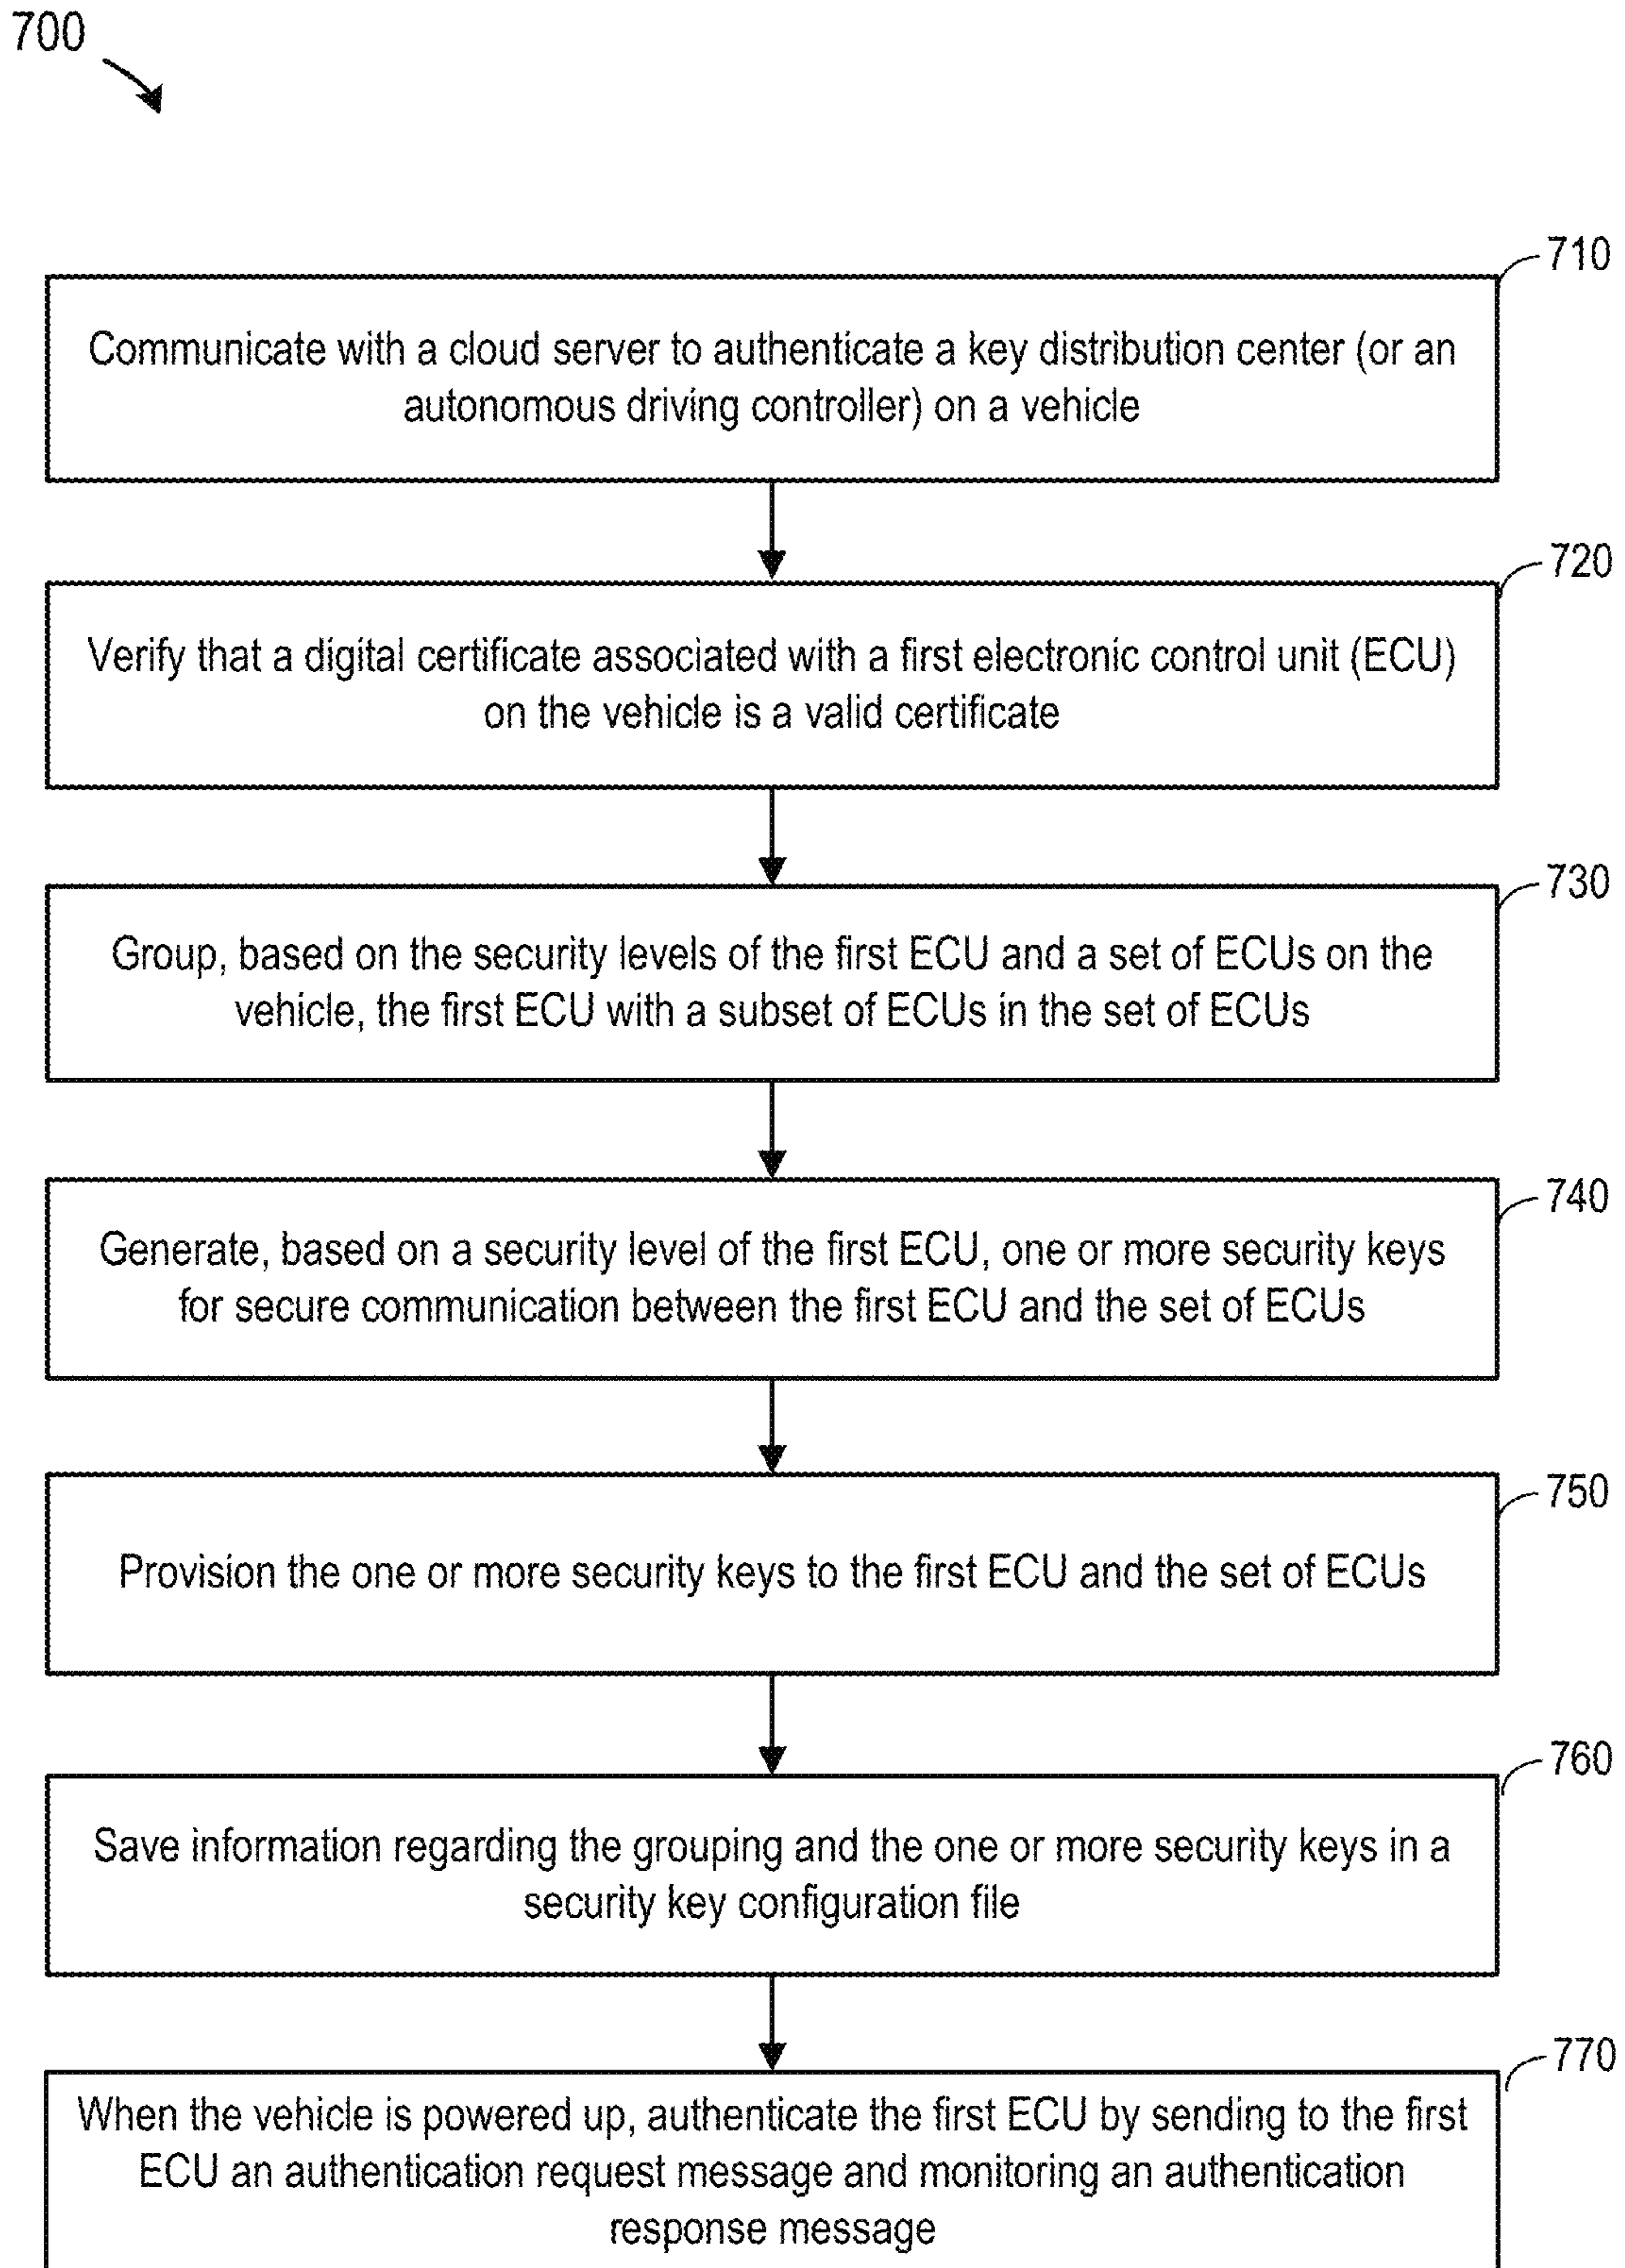 700
710
Communicate with a cloud server to authenticate a key distribution center (or an
autonomous driving controller) on a vehicle
720
Verify that a digital certificate associated with a first electronic control unit (ECU)
on the vehicle is a valid certificate
730
Group, based on the security levels of the first ECU and a set of ECUs on the
vehicle, the first ECU with a subset of ECUs in the set of ECUs
740
Generate, based on a security level of the first ECU, one or more security keys
for secure communication between the first ECU and the set of ECUs
750
Provision the one or more security keys to the first ECU and the set of ECUs
760
Save information regarding the grouping and the one or more security keys in a
security key configuration file
770
When the vehicle is powered up, authenticate the first ECU by sending to the first
ECU an authentication request message and monitoring an authentication
response message